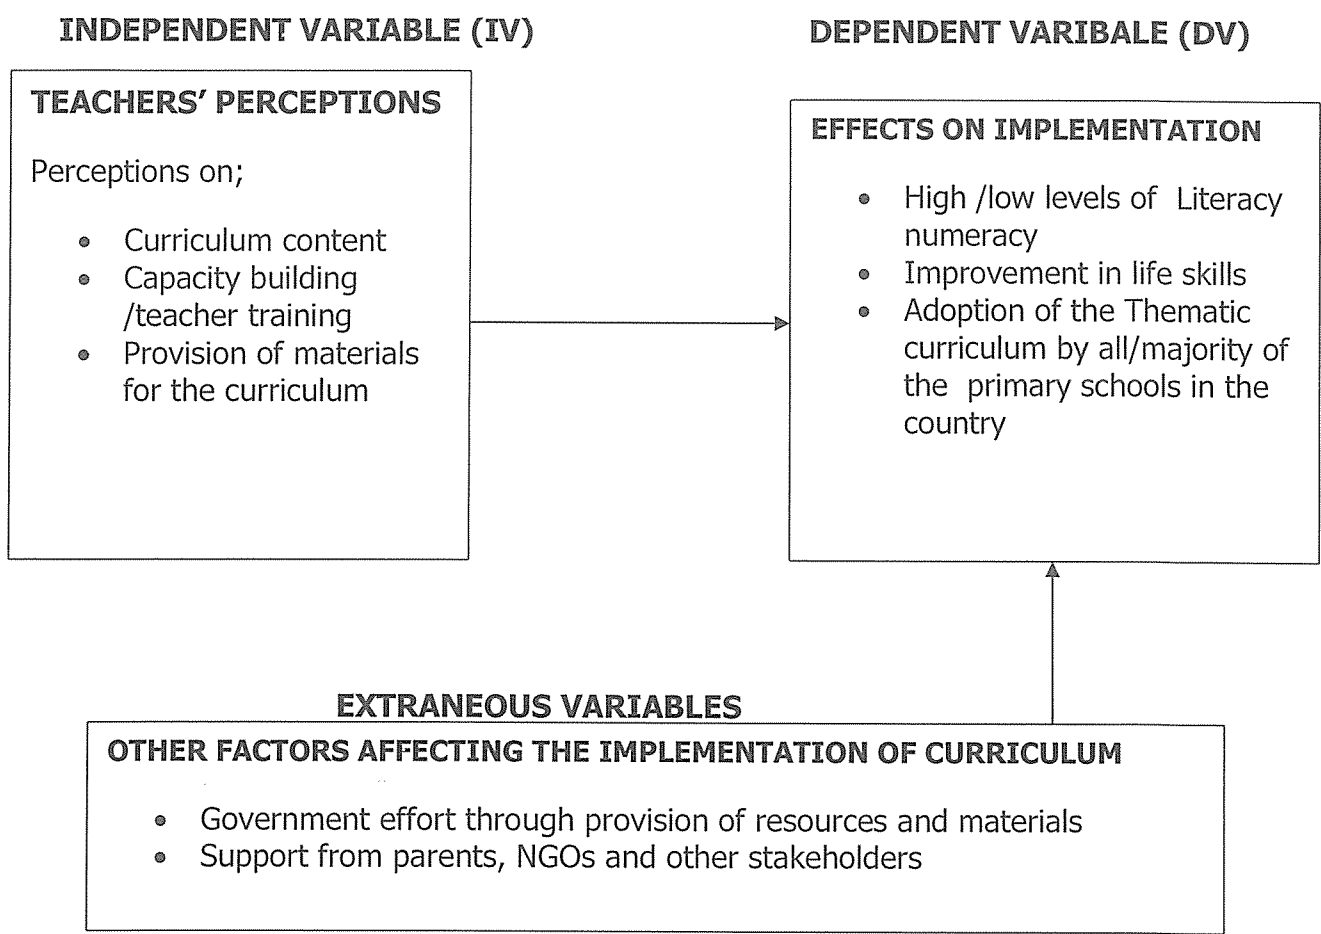 INDEPENDENT VARIABLE (IV)
TEACHERS' PERCEPTIONS
Perceptions on;
• Curriculum content
• Capacity building
/teacher training
• Provision of materials
for the curriculum
DEPENDENT VARIBALE (DV)
EFFECTS ON IMPLEMENTATION
• High /low levels of Literacy
numeracy
• Improvement in life skills
• Adoption of the Thematic
curriculum by all/majority of
the primary schools in the
country
EXTRANEOUS VARIABLES
OTHER FACTORS AFFECTING THE IMPLEMENTATION OF CURRICULUM
• Government effort through provision of resources and materials
• Support from parents, NGOs and other stakeholders